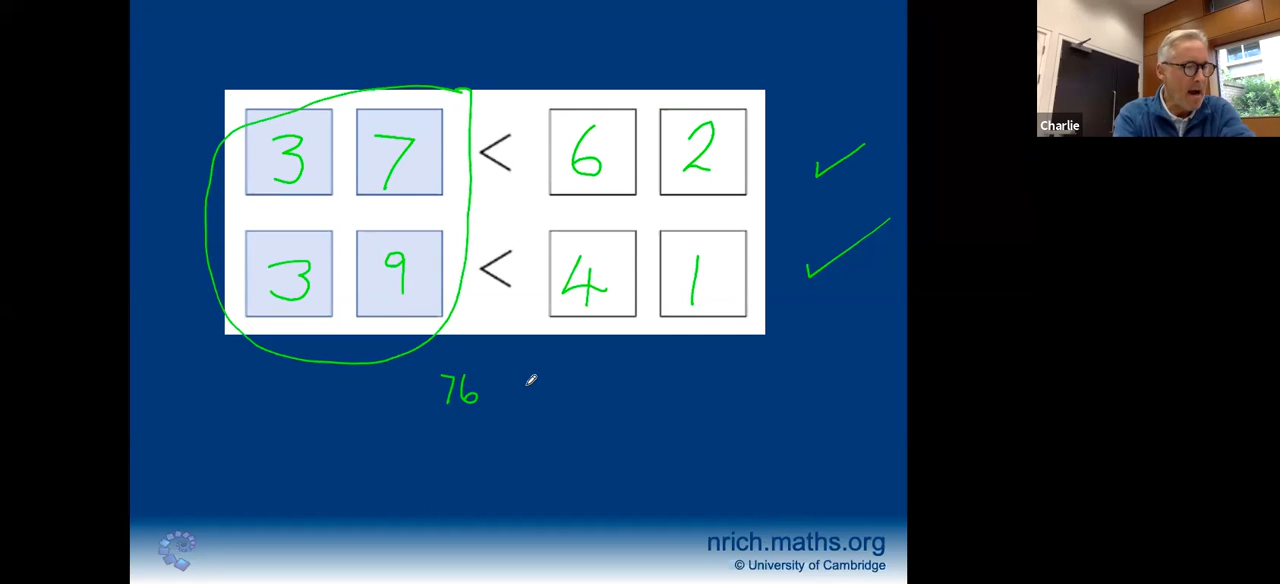 Charlie
3 7 < 6 2
3 9 < 4 1
76
nrich.maths.org
© University of Cambridge